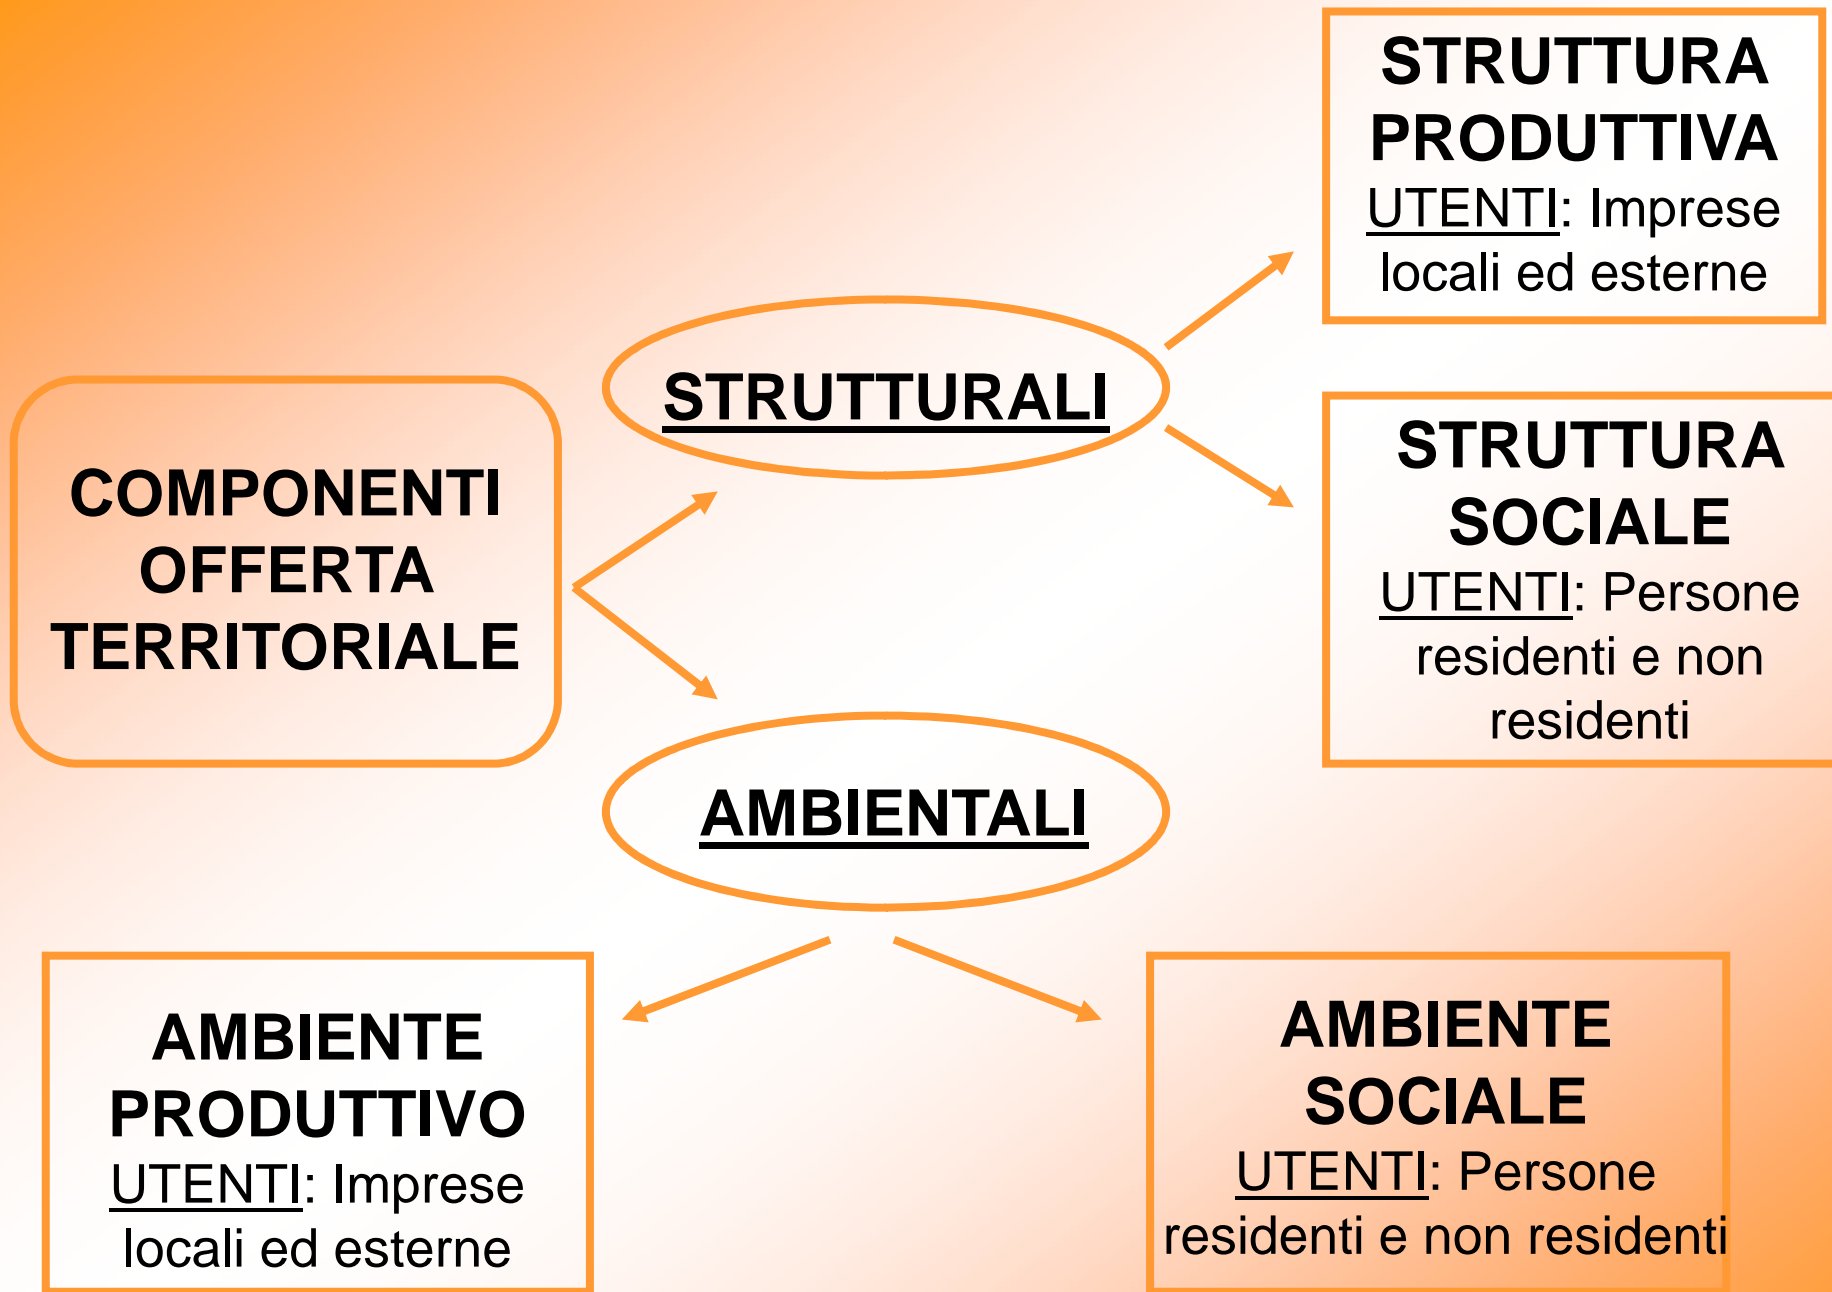 COMPONENTI
OFFERTA
TERRITORIALE
STRUTTURALI
STRUTTURA
PRODUTTIVA
UTENTI: Imprese
locali ed esterne
STRUTTURA
SOCIALE
UTENTI: Persone
residenti e non
residenti
AMBIENTALI
AMBIENTE
PRODUTTIVO
UTENTI: Imprese
locali ed esterne
AMBIENTE
SOCIALE
UTENTI: Persone
residenti e non residenti